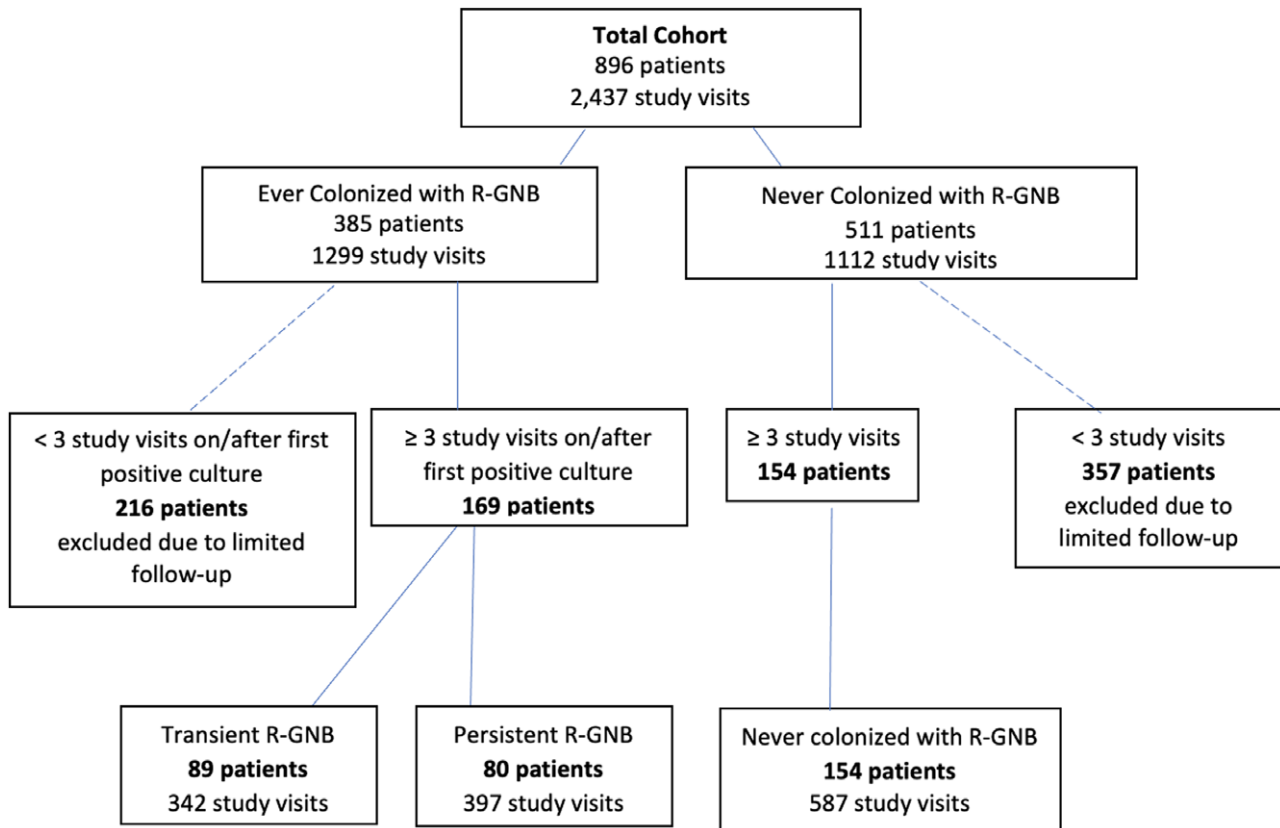 Total Cohort
896 patients
2,437 study visits
Ever Colonized with R-GNB
385 patients
1299 study visits
Never Colonized with R-GNB
511 patients
1112 study visits
< 3 study visits on/after first
positive culture
216 patients
excluded due to limited
follow-up
≥ 3 study visits on/after
first positive culture
169 patients
≥ 3 study visits
154 patients
< 3 study visits
357 patients
excluded due to
limited follow-up
Transient R-GNB
89 patients
342 study visits
Persistent R-GNB
80 patients
397 study visits
Never colonized with R-GNB
154 patients
587 study visits